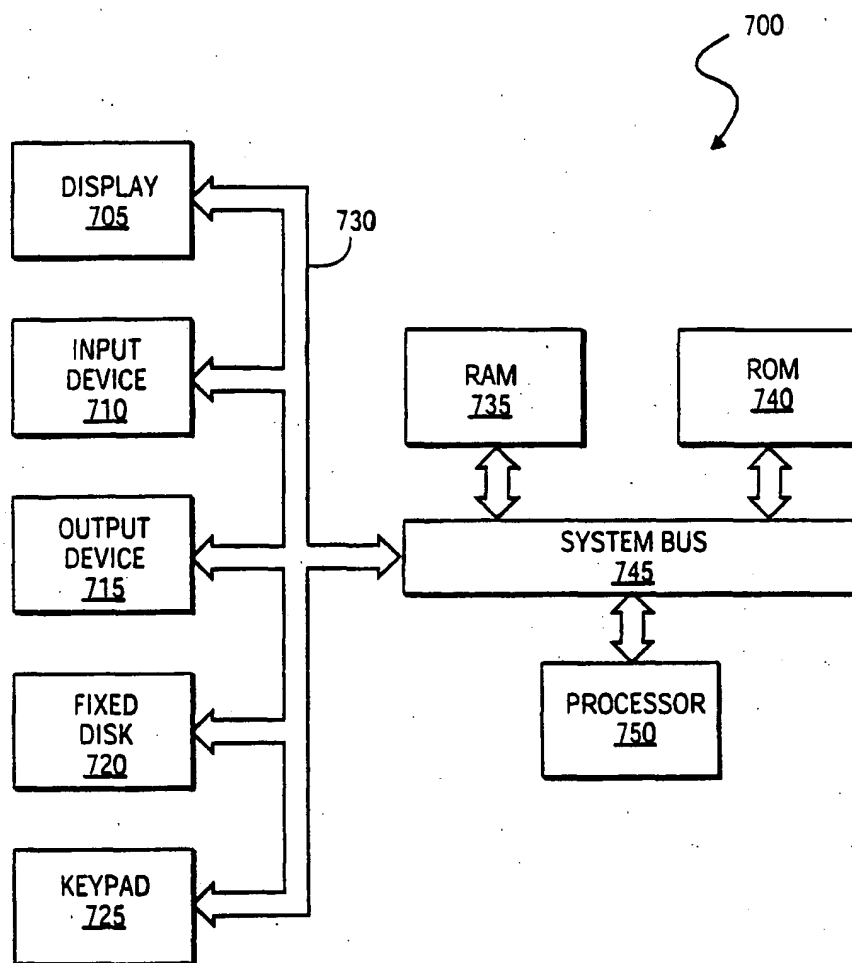 700
DISPLAY
705
730
INPUT
DEVICE
710
RAM
735
ROM
740
OUTPUT
DEVICE
715
SYSTEM BUS
745
FIXED
DISK
720
PROCESSOR
750
KEYPAD
725